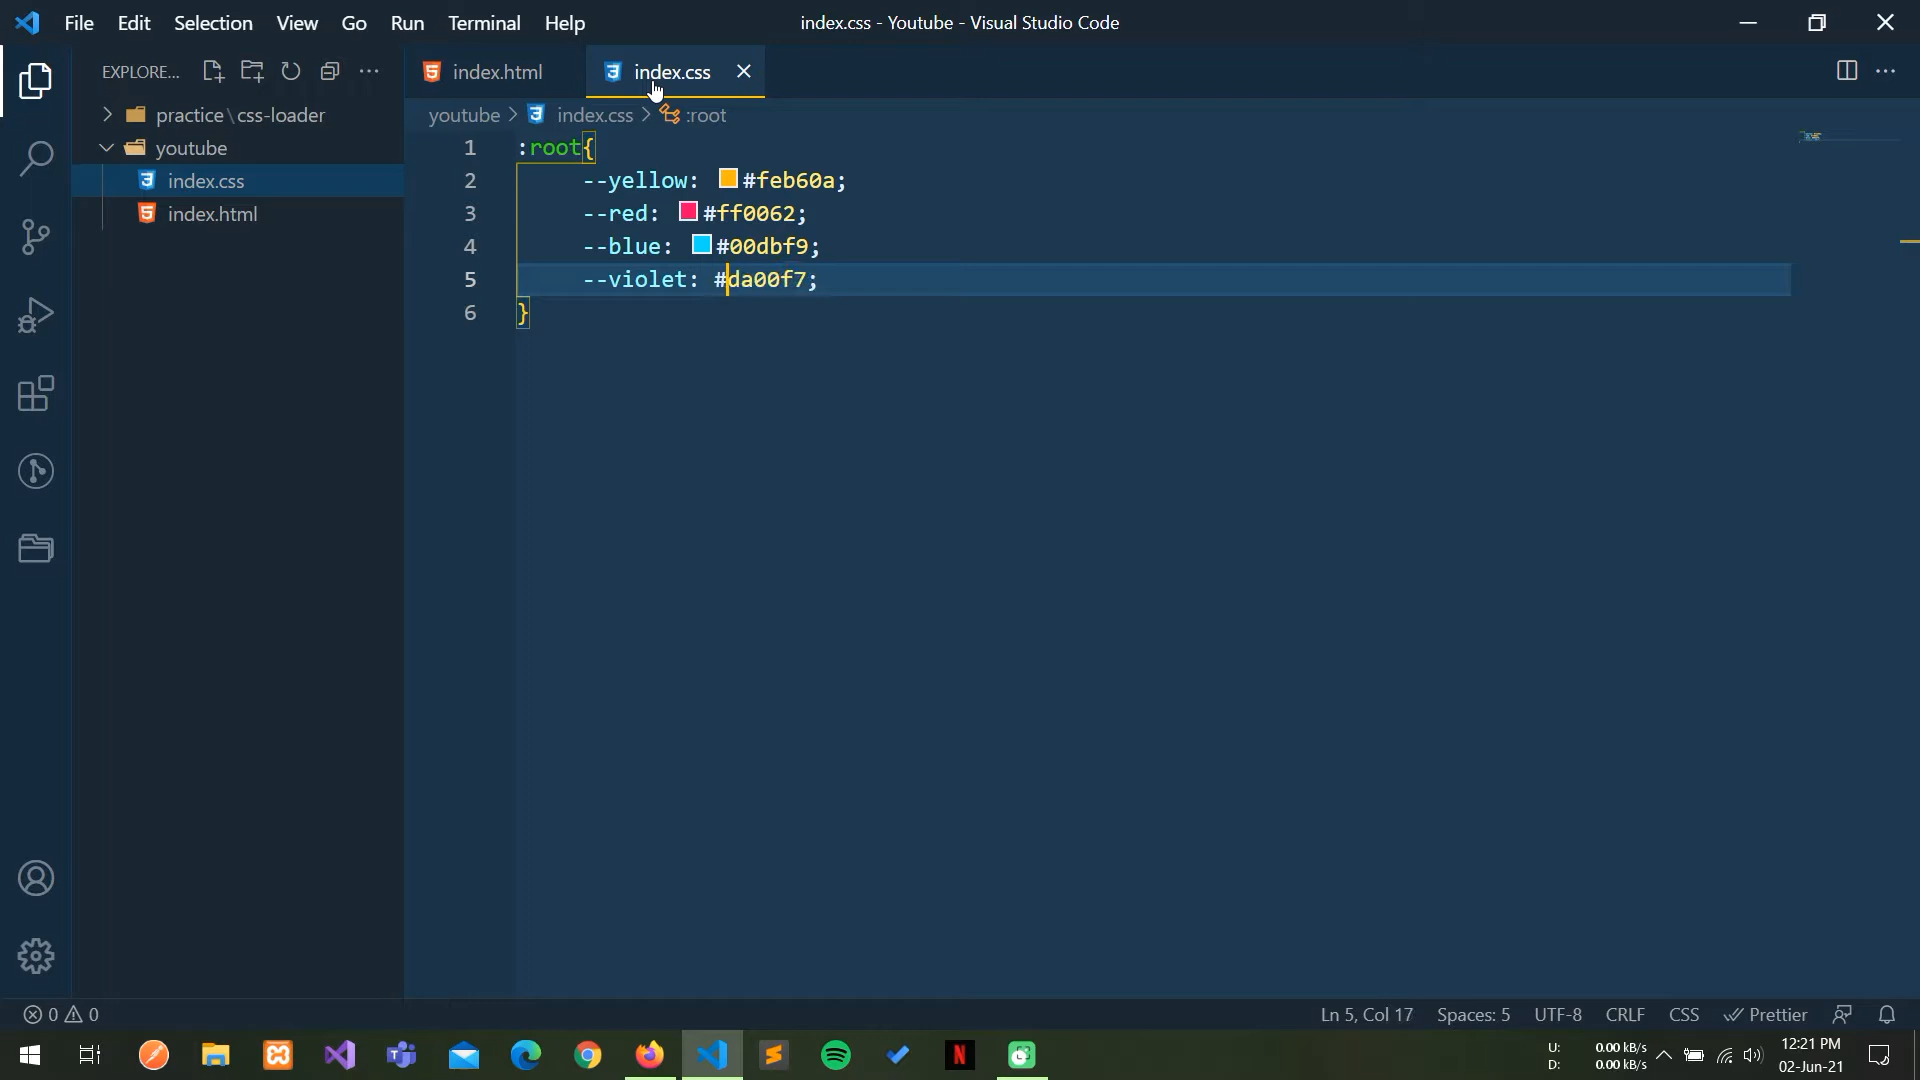 File Edit Selection View Go Run Terminal Help
index.css - Youtube - Visual Studio Code
EXPLORE...
practice\css-loader
youtube
index.css
index.html
index.html
index.css
youtube > index.css > :root
1 :root{
2 --yellow: #feb60a;
3 --red: #ff0062;
4 --blue: #00dbf9;
5 --violet: #da00f7;
6 }
0 0
Ln 5, Col 17 Spaces: 5 UTF-8 CRLF CSS Prettier
U: 0.00 kB/s
D: 0.00 kB/s
12:21 PM
02-Jun-21